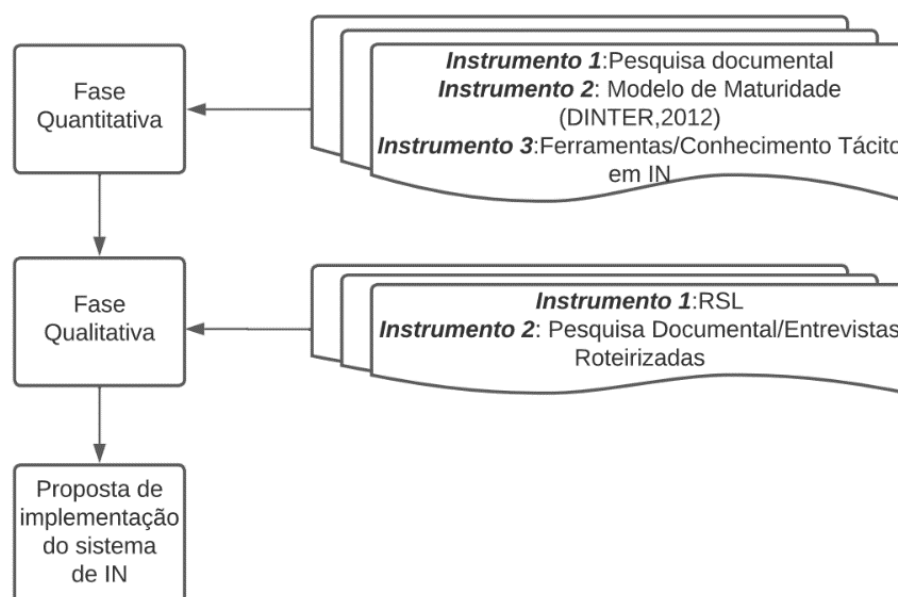 Fase
Quantitativa
Instrumento 1:Pesquisa documental
Instrumento 2: Modelo de Maturidade
(DINTER,2012)
Instrumento 3:Ferramentas/Conhecimento Tácito
em IN
Fase
Qualitativa
Instrumento 1:RSL
Instrumento 2: Pesquisa Documental/Entrevistas
Roteirizadas
Proposta de
implementação
do sistema
de IN